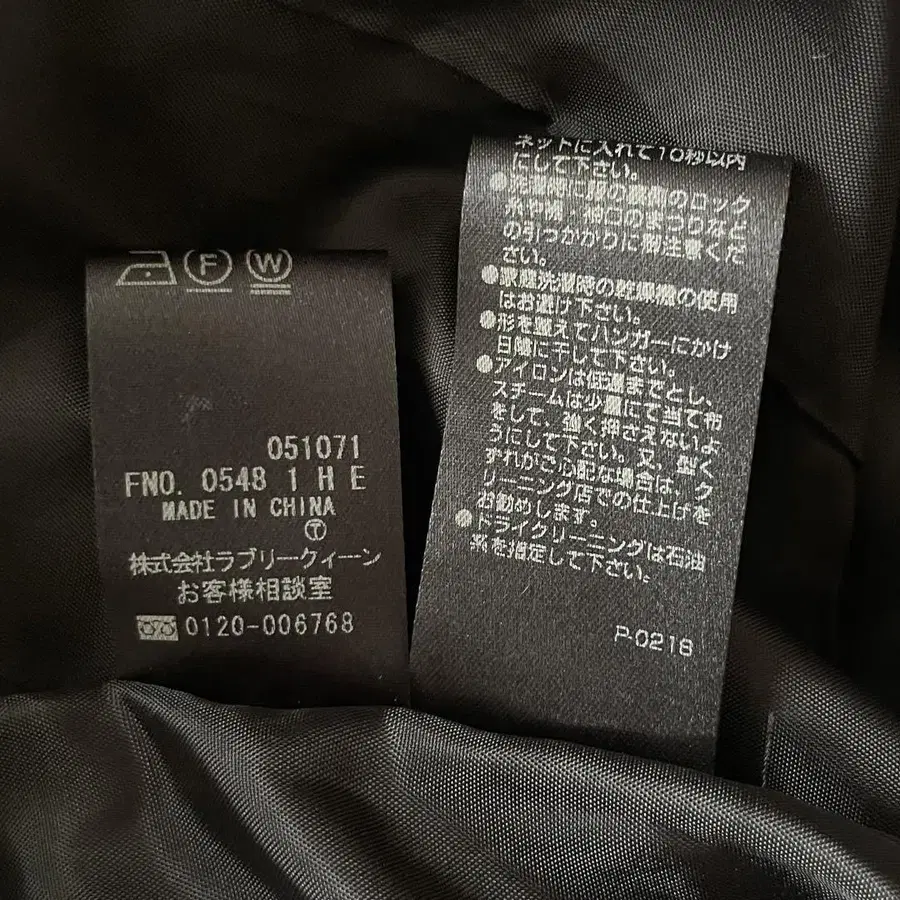 F
W
051071
FNO. 0548 1 H E
MADE IN CHINA
T
株式会社ラブリークィーン
お客様相談室
0120-006768
ネットに入れて10秒以内
にして下さい。
●洗濯時に服の裏側のロック
糸や裾・袖口のまつりなど
の引っかかりに御注意くだ
さい。
●家庭洗濯時の乾燥機の使用
はお避け下さい。
●形を整えてハンガーにかけ
日陰に干して下さい。
●アイロンは低温までとし、
スチームは少量にて当て布
をして、強く押さえないよ
うにして下さい。又、型く
ずれがご心配な場合は、ク
リーニング店での仕上げを
お勧めします。
●ドライクリーニングは石油
系を指定して下さい。
P-0218